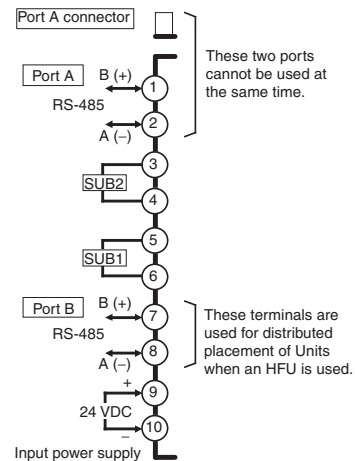 Port A connector
These two ports
cannot be used at
the same time.
Port A
B (+)
1
RS-485
2
A (−)
3
SUB2
4
5
SUB1
6
Port B
B (+)
7
RS-485
8
A (−)
These terminals are
used for distributed
placement of Units
when an HFU is used.
+
9
24 VDC
−
10
Input power supply